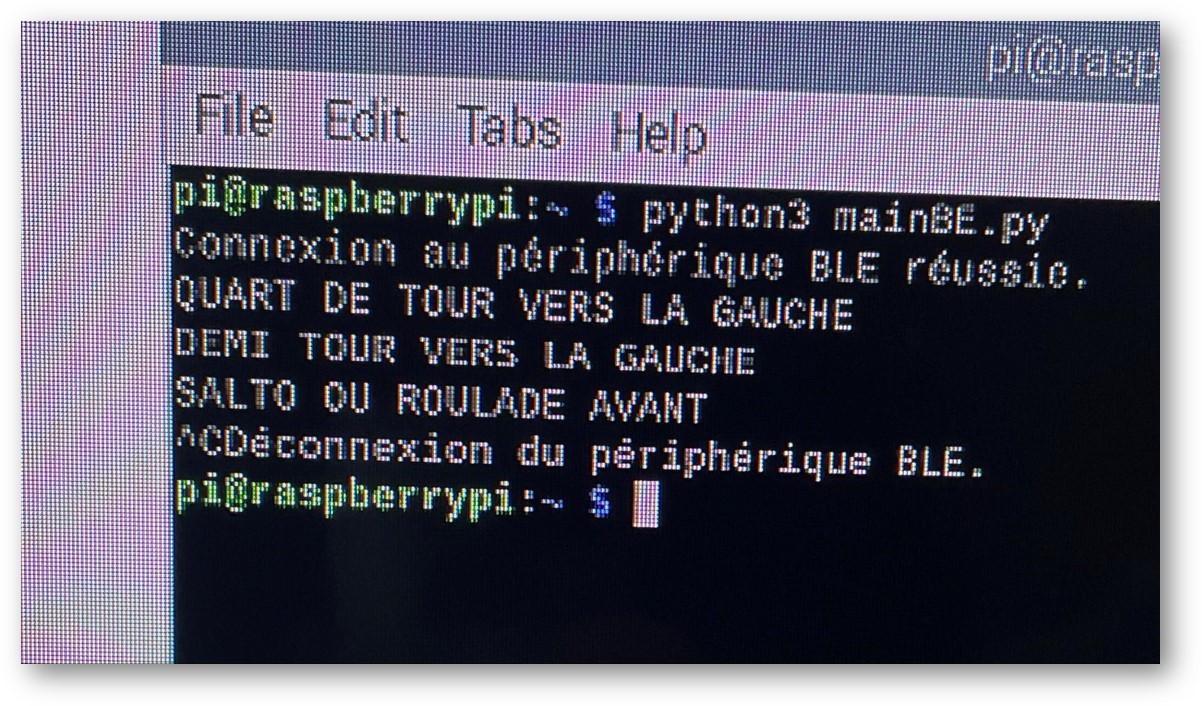 pi@rasp
File Edit Tabs Help
pi@raspberrypi:~ $ python3 mainBE.py
Connexion au périphérique BLE réussie.
QUART DE TOUR VERS LA GAUCHE
DEMI TOUR VERS LA GAUCHE
SALTO OU ROULADE AVANT
^CDéconnexion du périphérique BLE.
pi@raspberrypi:~ $